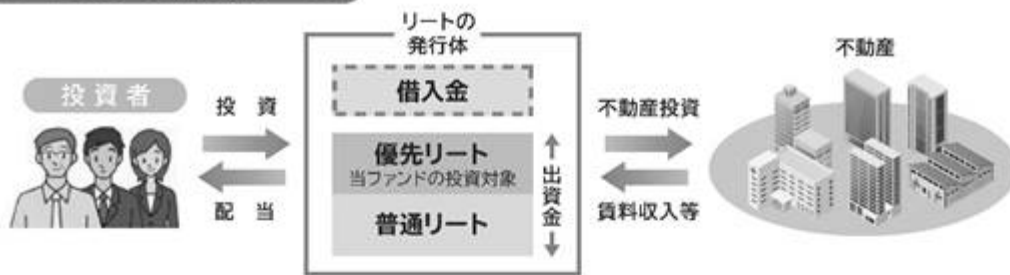 リートの
発行体
不動産
投資者
投資
借入金
不動産投資
優先リート
当ファンドの投資対象
出資金
配当
普通リート
賃料収入等